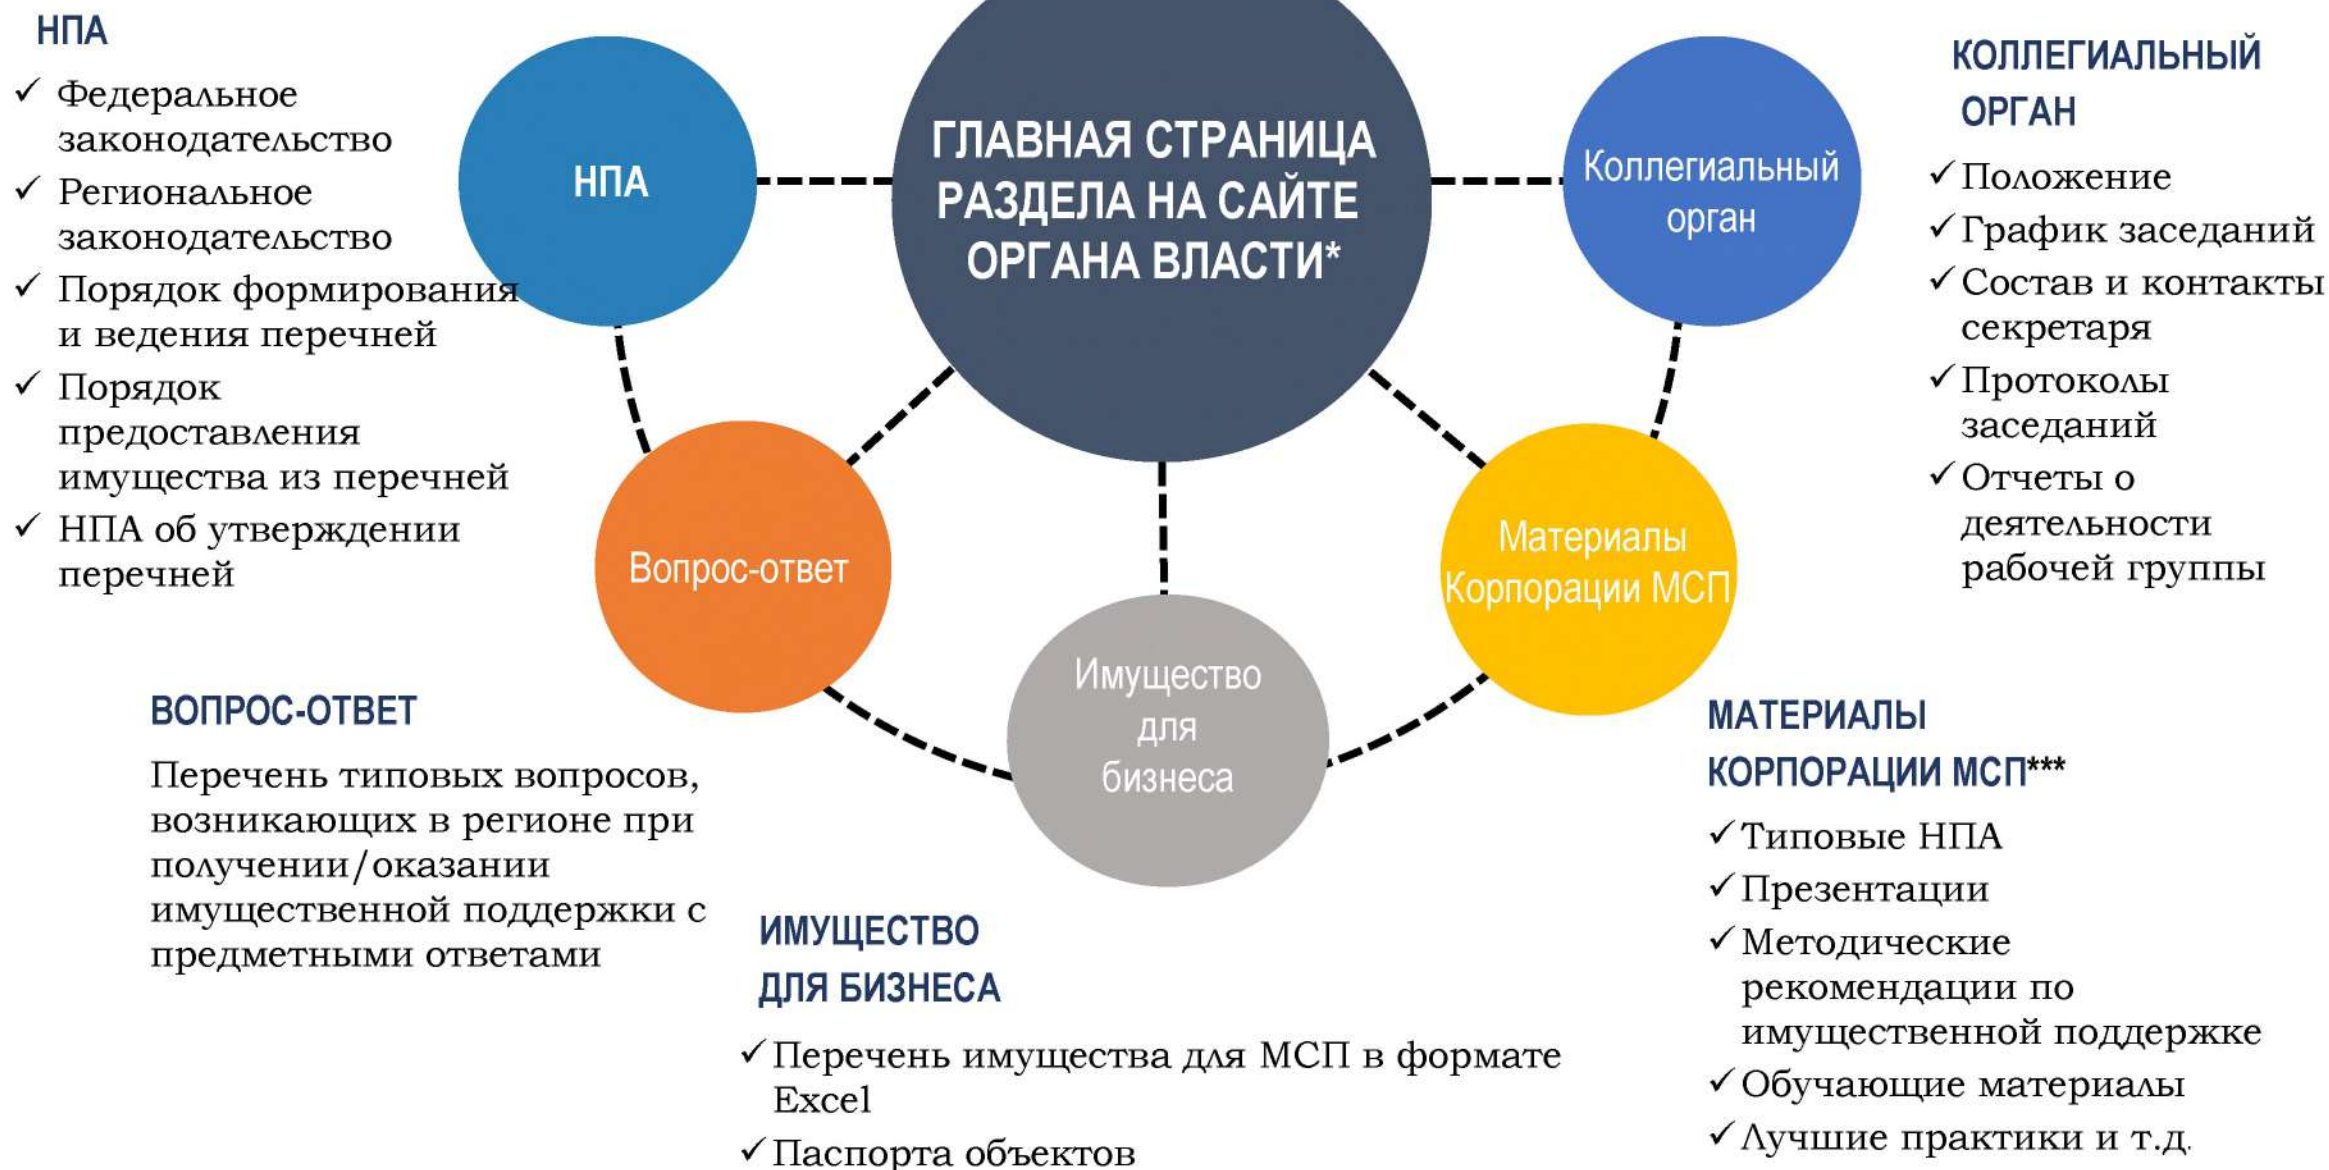 НПА
✓ Федеральное
законодательство
✓ Региональное
законодательство
✓ Порядок формирования
и ведения перечней
✓ Порядок
предоставления
имущества из перечней
✓ НПА об утверждении
перечней
НПА
ГЛАВНАЯ СТРАНИЦА
РАЗДЕЛА НА САЙТЕ
ОРГАНА ВЛАСТИ*
Коллегиальный
орган
КОЛЛЕГИАЛЬНЫЙ
ОРГАН
✓ Положение
✓ График заседаний
✓ Состав и контакты
секретаря
✓ Протоколы
заседаний
✓ Отчеты о
деятельности
рабочей группы
Вопрос-ответ
Имущество
для
бизнеса
Материалы
Корпорации МСП
ВОПРОС-ОТВЕТ
Перечень типовых вопросов,
возникающих в регионе при
получении/оказании
имущественной поддержки с
предметными ответами
ИМУЩЕСТВО
ДЛЯ БИЗНЕСА
✓ Перечень имущества для МСП в формате
Excel
✓ Паспорта объектов
МАТЕРИАЛЫ
КОРПОРАЦИИ МСП***
✓ Типовые НПА
✓ Презентации
✓ Методические
рекомендации по
имущественной поддержке
✓ Обучающие материалы
✓ Лучшие практики и т.д.